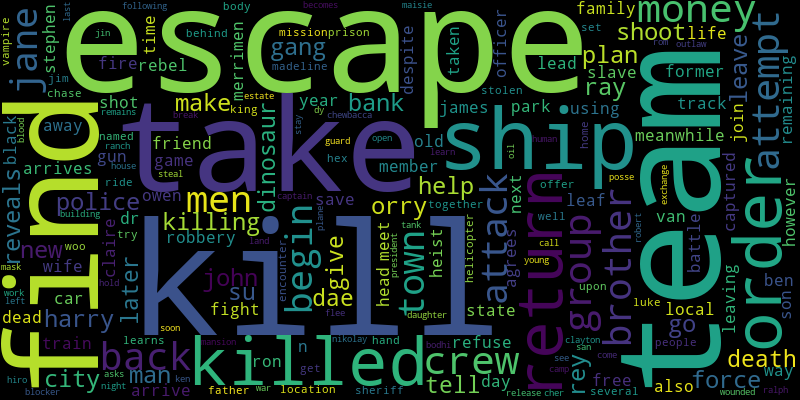 escape
take
kill
find
team
ship
killed
return
order
attempt
money
jane
stephen
vampire
last
following
body
becomes
maisie
jin
behind
mission
prison
family
set
rom
outlaw
time
fire
rebel
gang
madeline
despite
taken
officer
lead
shoot
life
plan
slave
former
leave
jim
chase
shot
make
merrimen
year
bank
james
park
using
ray
track
join
remaining
remains
away
named
friend
king
estate
break
dy
chewbacca
stolen
old
meanwhile
black
blood
gun
ranch
house
game
dinosaur
stay
guard
open
member
learn
human
oil
home
posse
arrives
ride
steal
hex
help
next
offer
leaf
van
captured
however
reveals
police
owen
men
save
captain
orry
together
attack
agrees
well
group
brother
exchange
battle
building
dr
try
claire
killing
robbery
encounter
planet
begin
head
meet
president
town
tank
heist
helicopter
call
young
upon
robert
luke
local
leaving
ben
son
new
woo
mask
work
left
wife
car
hold
later
john
land
dagive
su
dae
state
go
people
way
dead
harry
fight
soon
flee
daughter
crew
refuse
clayton
san
rey
death
train
learns
mansion
n
nikolay
hand
bodhi
see
come
hiro
city
back
man
ron
get
tell
day
camp
free
also
force
blocker
asks
night
arrive
ken
father
war
location
sheriff
release
cher
several
wounded
ralph